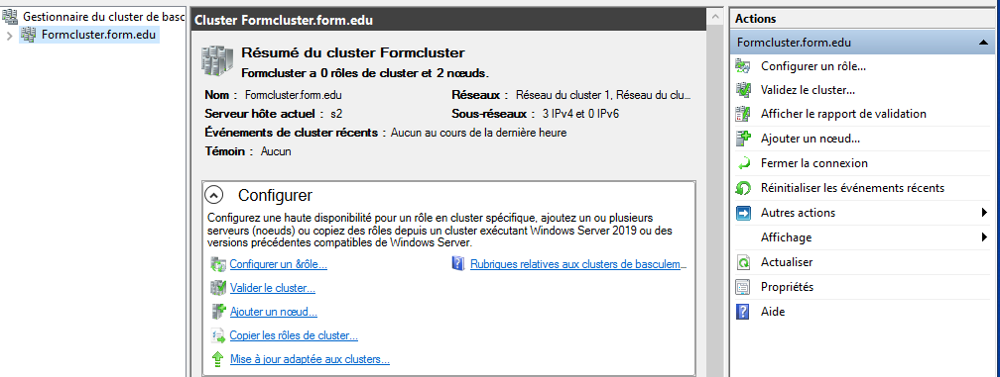 Gestionnaire du cluster de basc
Formcluster.form.edu
Cluster Formcluster.form.edu
Résumé du cluster Formcluster
Formcluster a 0 rôles de cluster et 2 nœuds.
Nom : Formcluster.form.edu
Réseaux : Réseau du cluster 1, Réseau du clu...
Serveur hôte actuel : s2
Sous-réseaux : 3 IPv4 et 0 IPv6
Événements de cluster récents : Aucun au cours de la dernière heure
Témoin : Aucun
Configurer
Configurez une haute disponibilité pour un rôle en cluster spécifique, ajoutez un ou plusieurs
serveurs (noeuds) ou copiez des rôles depuis un cluster exécutant Windows Server 2019 ou des
versions précédentes compatibles de Windows Server.
Configurer un &rôle...
Rubriques relatives aux clusters de basculem...
Valider le cluster...
Ajouter un nœud...
Copier les rôles de cluster...
Mise à jour adaptée aux clusters...
Actions
Formcluster.form.edu
Configurer un rôle...
Validez le cluster...
Afficher le rapport de validation
Ajouter un nœud...
Fermer la connexion
Réinitialiser les événements récents
Autres actions
Affichage
Actualiser
Propriétés
Aide